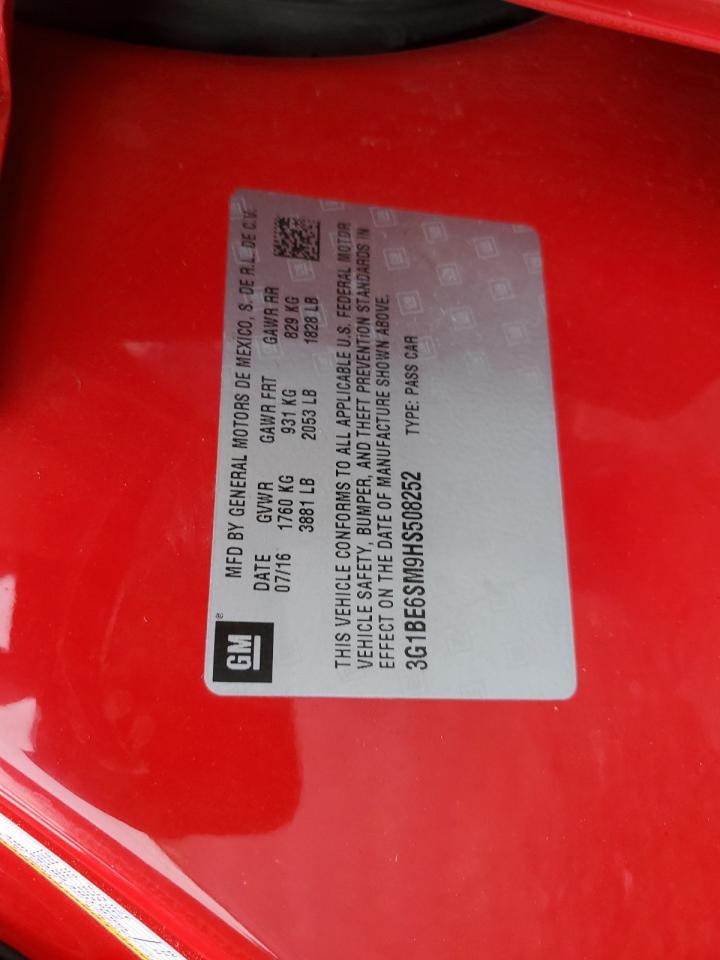 GM
®
MFD BY GENERAL MOTORS DE MEXICO, S. DE R.L. DE C.V.
DATE GVWR GAWR FRT GAWR RR
07/16 1760 KG 931 KG 829 KG
3881 LB 2053 LB 1828 LB
THIS VEHICLE CONFORMS TO ALL APPLICABLE U.S. FEDERAL MOTOR
VEHICLE SAFETY, BUMPER, AND THEFT PREVENTION STANDARDS IN
EFFECT ON THE DATE OF MANUFACTURE SHOWN ABOVE.
3G1BE6SM9HS508252 TYPE: PASS CAR